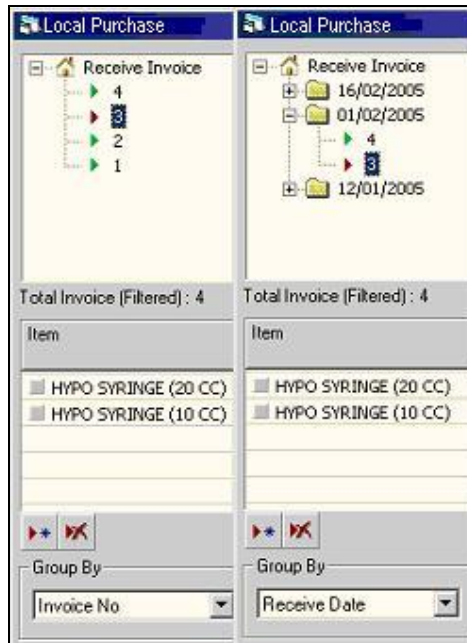 Local Purchase
Receive Invoice
4
3
2
1
Total Invoice (Filtered) : 4
Item
HYPO SYRINGE (20 CC)
HYPO SYRINGE (10 CC)
Group By
Invoice No
Local Purchase
Receive Invoice
16/02/2005
01/02/2005
4
3
12/01/2005
Total Invoice (Filtered) : 4
Item
HYPO SYRINGE (20 CC)
HYPO SYRINGE (10 CC)
Group By
Receive Date